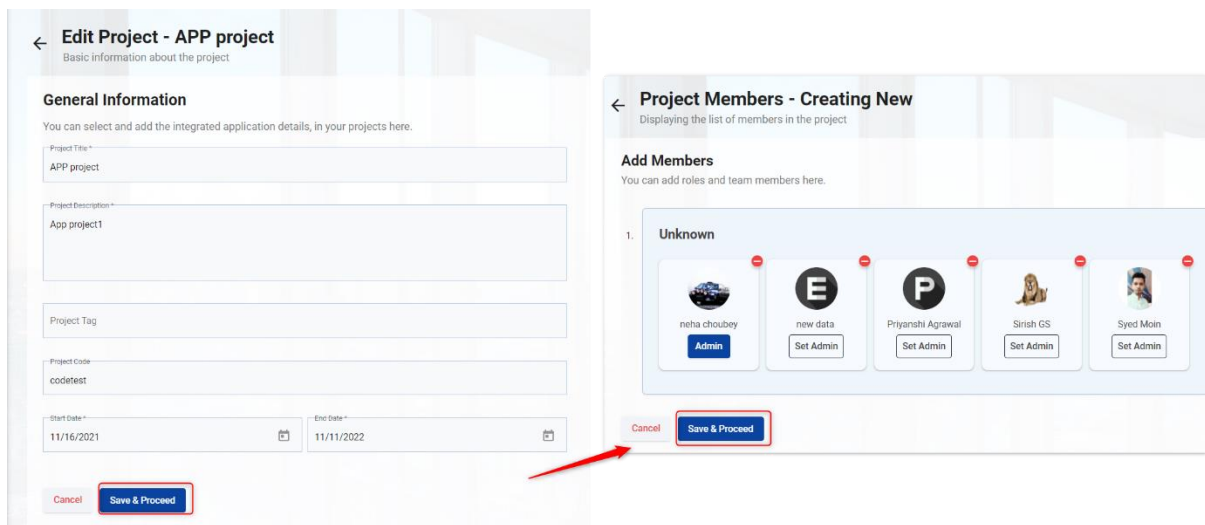 Edit Project - APP project
Basic information about the project
General Information
You can select and add the integrated application details, in your projects here.
Project Title *
APP project
Project Description *
App project1
Project Tag
Project Code
codetest
Start Date *
11/16/2021
End Date *
11/11/2022
Cancel
Save & Proceed
Project Members - Creating New
Displaying the list of members in the project
Add Members
You can add roles and team members here.
1.
Unknown
E
P
neha choubey
new data
Priyanshi Agrawal
Sirish GS
Syed Moin
Admin
Set Admin
Set Admin
Set Admin
Set Admin
Cancel
Save & Proceed